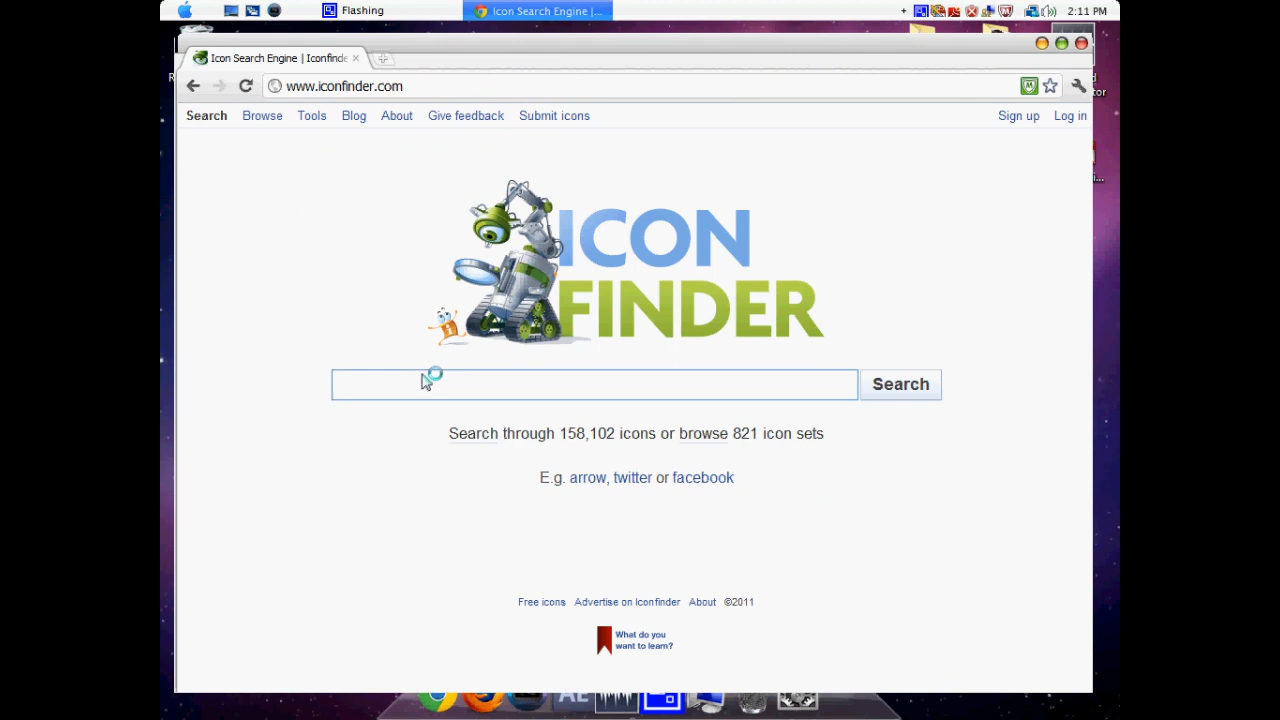 Flashing
Icon Search Engine |...
2:11 PM
Icon Search Engine | Iconfinde
www.iconfinder.com
Search Browse Tools Blog About Give feedback Submit icons Sign up Log in
ICON
FINDER
Search
Search through 158,102 icons or browse 821 icon sets
E.g. arrow, twitter or facebook
Free icons Advertise on Iconfinder About ©2011
What do you
want to learn?
AE